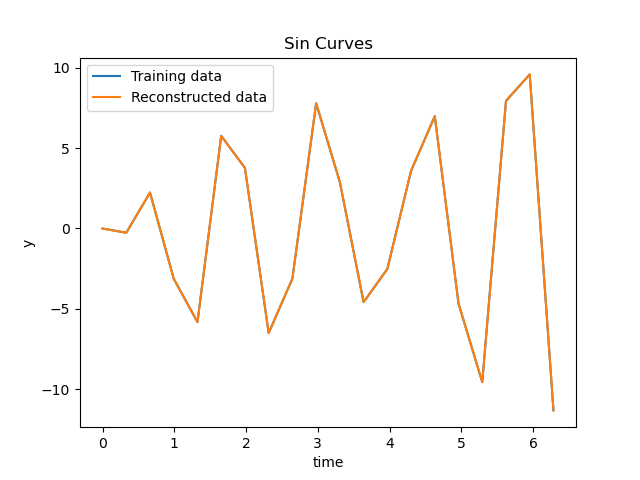 Sin Curves
Training data
Reconstructed data
10
5
0
−5
−10
y
0 1 2 3 4 5 6
time